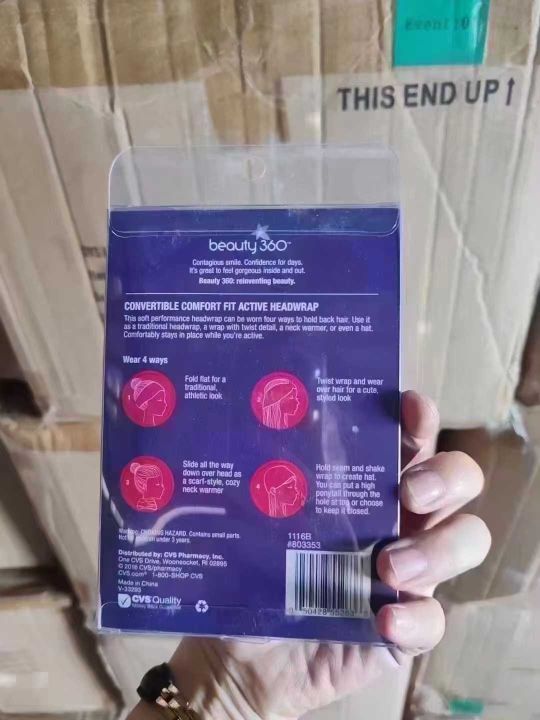 THIS END UP
beauty 360
Contagious smile. Confidence for days.
It's great to feel gorgeous inside and out.
Beauty 360: reinventing beauty.
CONVERTIBLE COMFORT FIT ACTIVE HEADWRAP
This soft performance headwrap can be worn four ways to hold back hair. Use it
as a traditional headwrap, a wrap with twist detail, a neck warmer, or even a hat.
Comfortably stays in place while you're active.
Wear 4 ways
1
Fold flat for a
traditional,
athletic look
Twist wrap and wear
over hair for a cute,
styled look
3
Slide all the way
down over head as
a scarf-style, cozy
neck warmer
4
Hold seam and shake
wrap to create hat.
You can put a high
ponytail through the
hole at top or choose
to keep it closed.
CHOKING HAZARD. Contains small parts.
under 3 years.
1116B
#803353
Distributed by: CVS Pharmacy, Inc.
One CVS Drive, Woonsocket, RI 02895
© 2016 CVS/pharmacy
CVS.com 1-800-SHOP CVS
Made in China
V-33293
CVS Quality
Money Back Guarantee